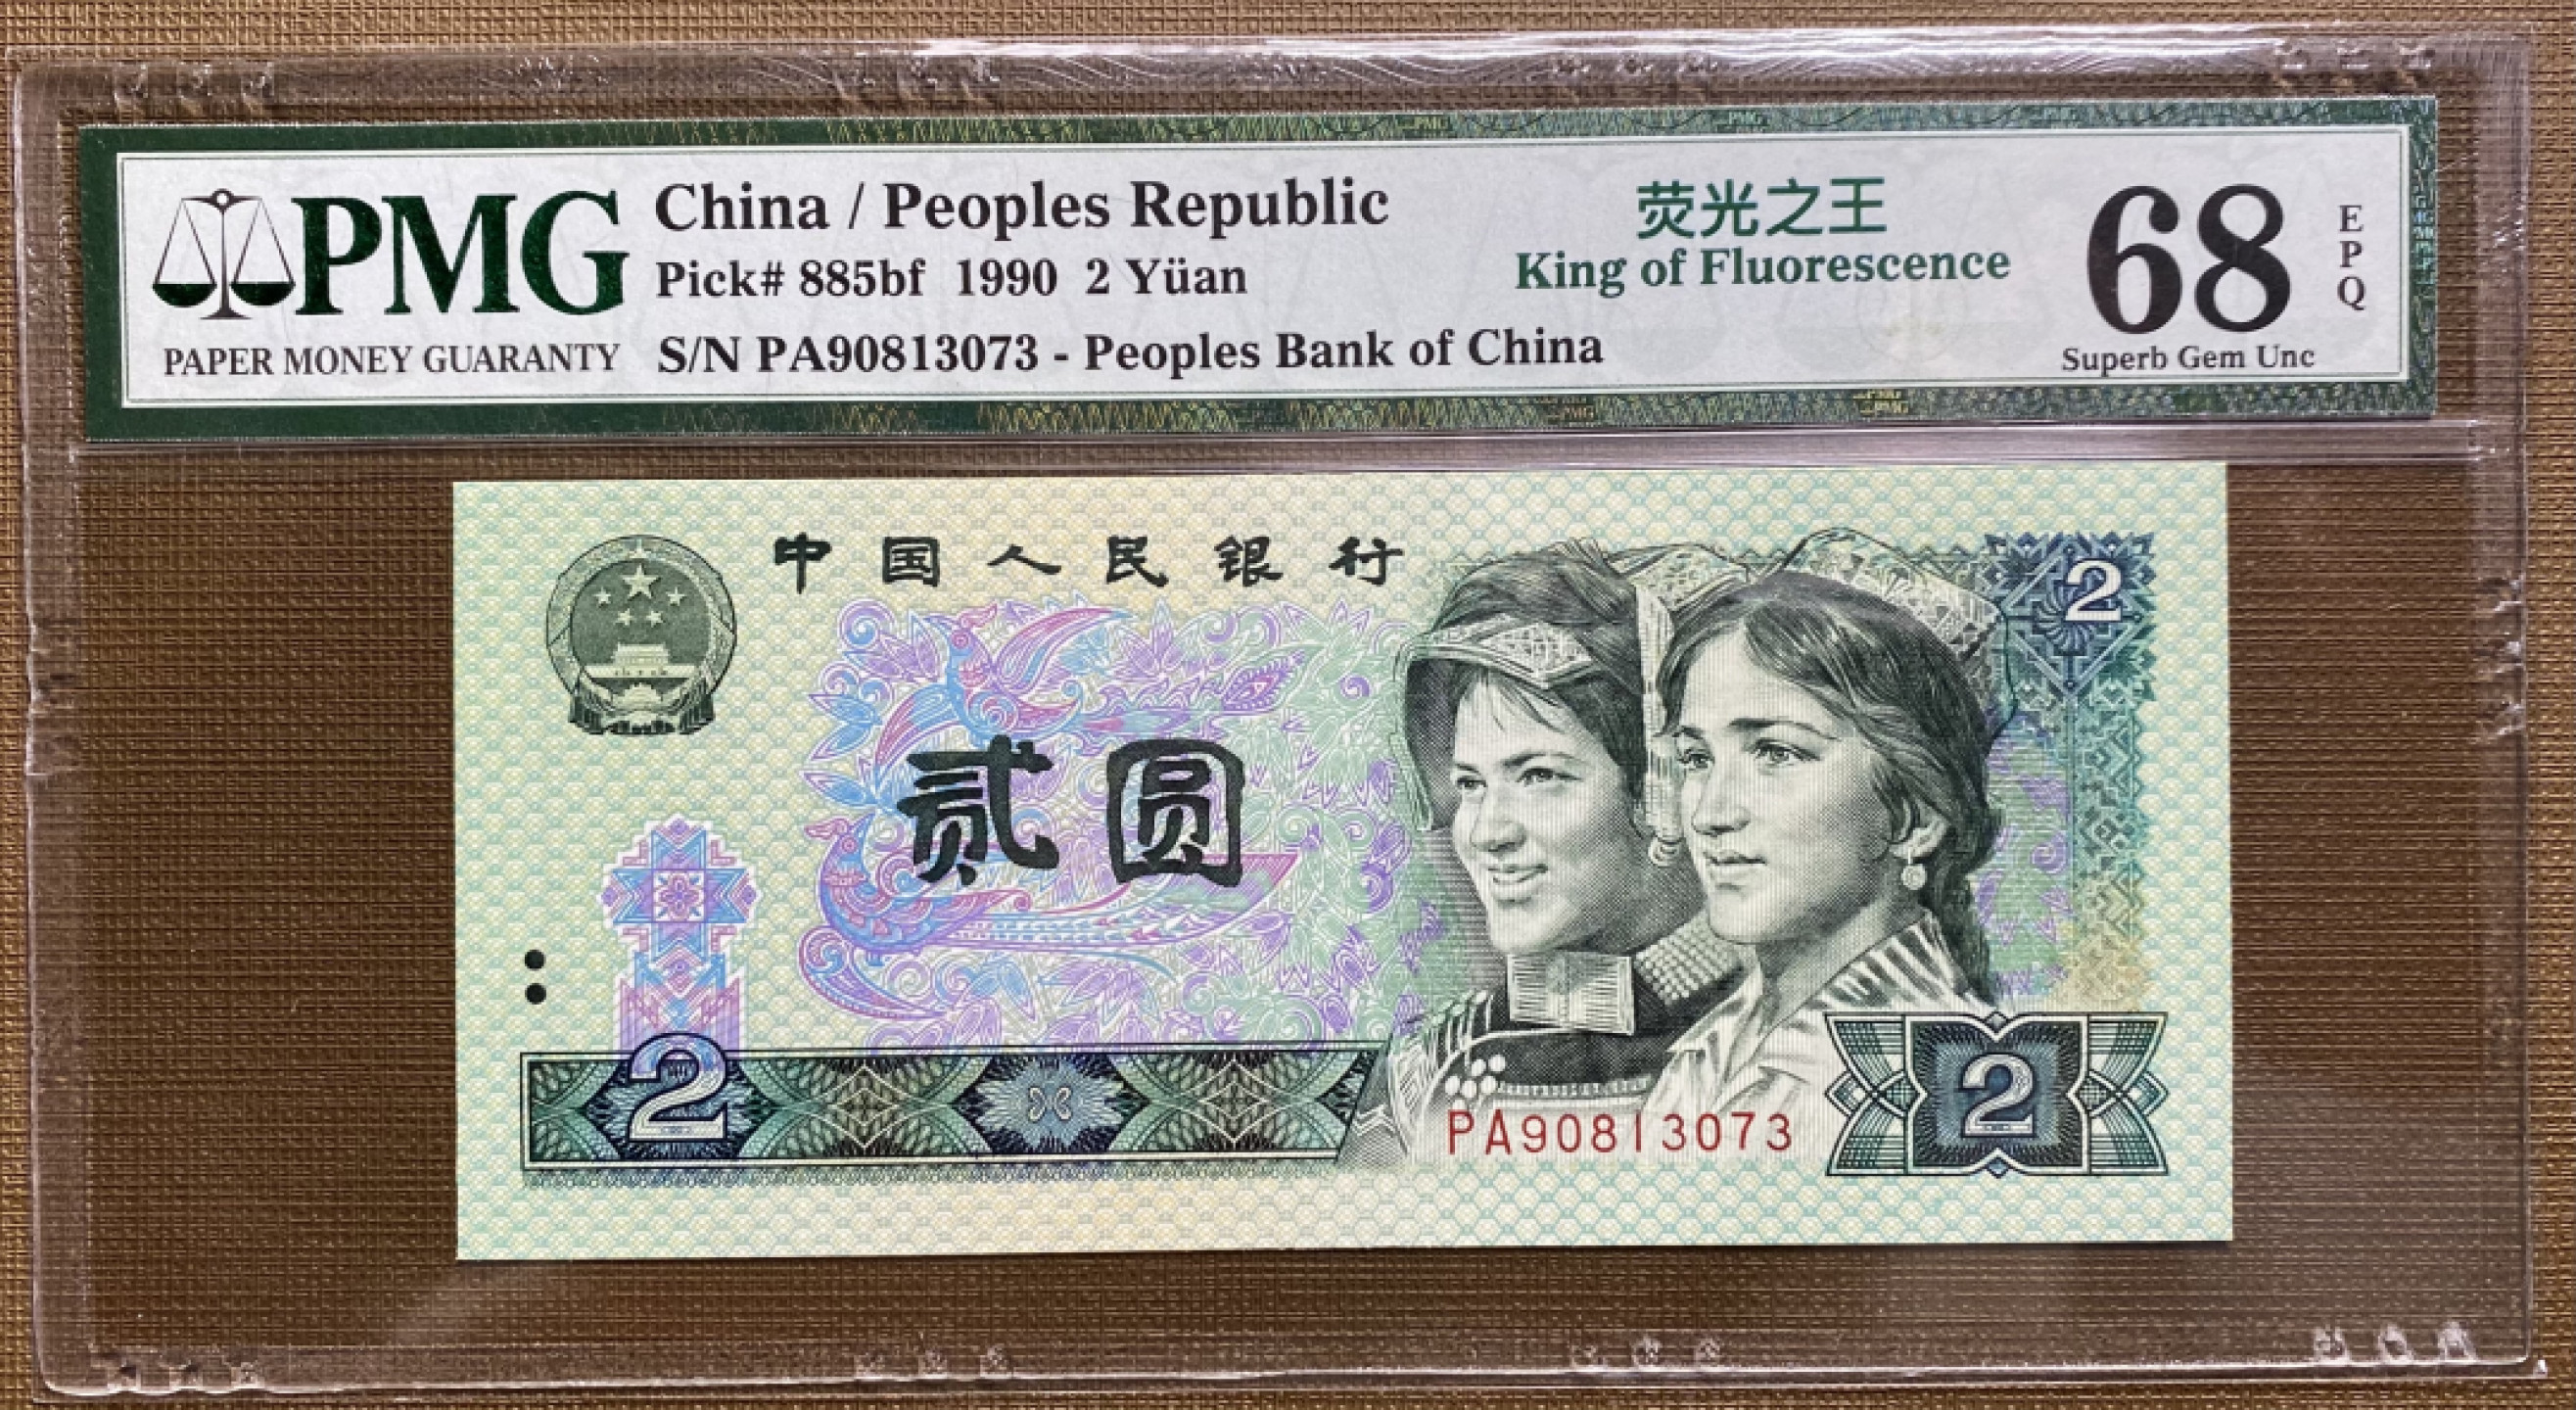 PMG
PAPER MONEY GUARANTY
China / Peoples Republic
Pick# 885bf 1990 2 Yüan
S/N PA90813073 - Peoples Bank of China
荧光之王
King of Fluorescence
68
EPQ
Superb Gem Unc
中国人民银行
2
贰圆
2
PA90813073
2